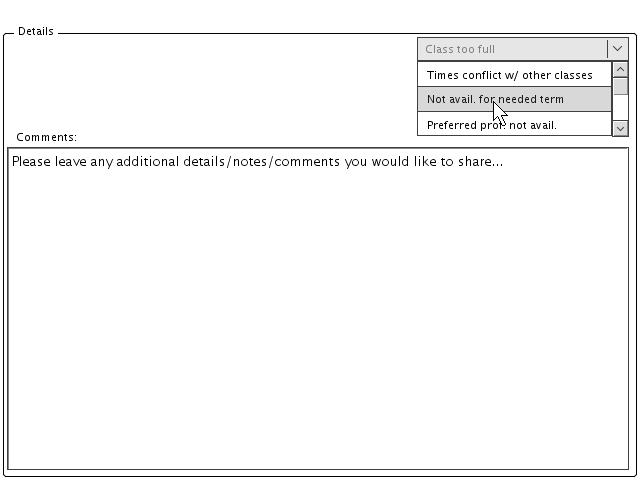 Details
Class too full
Times conflict w/ other classes
Not avail. for needed term
Preferred prof. not avail.
Comments:
Please leave any additional details/notes/comments you would like to share...